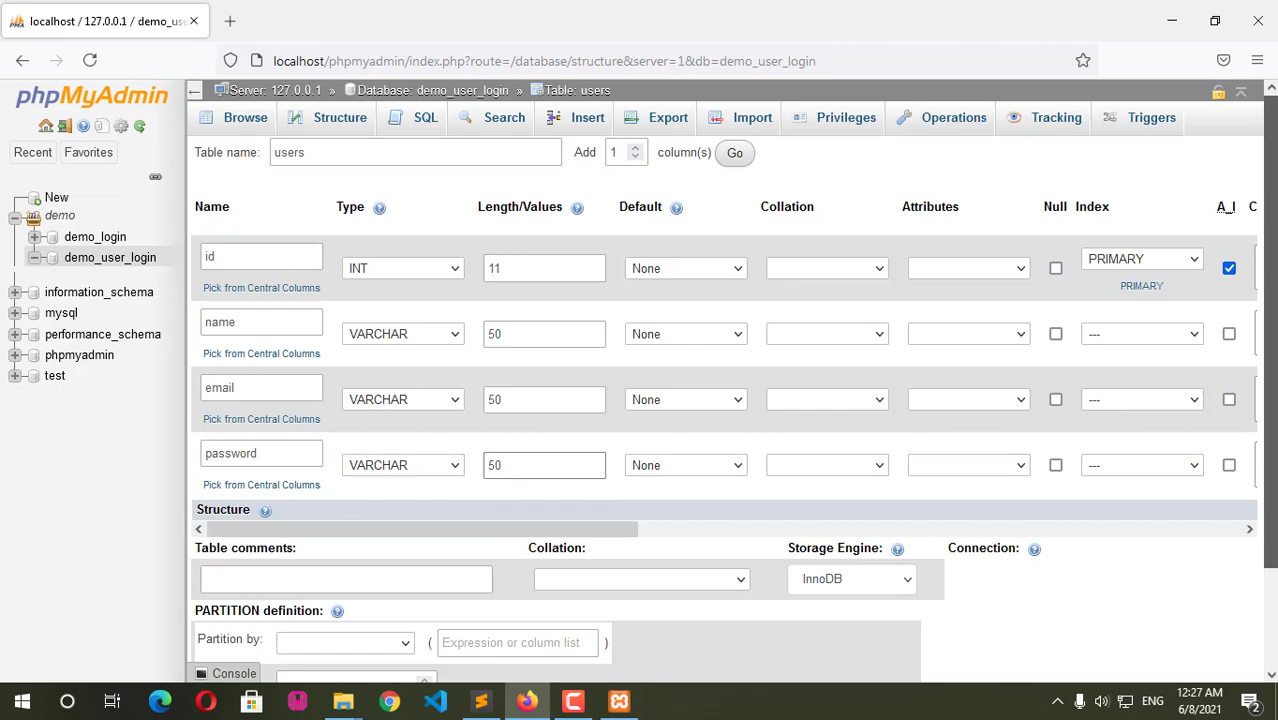 localhost / 127.0.0.1 / demo_us
localhost/phpmyadmin/index.php?route=/database/structure&server=1&db=demo_user_login
phpMyAdmin
Recent Favorites
New
demo
demo_login
demo_user_login
information_schema
mysql
performance_schema
phpmyadmin
test
Server: 127.0.0.1 » Database: demo_user_login » Table: users
Browse Structure SQL Search Insert Export Import Privileges Operations Tracking Triggers
Table name: users Add 1 column(s) Go
Name Type Length/Values Default Collation Attributes Null Index A_I C
id INT 11 None PRIMARY
Pick from Central Columns PRIMARY
name VARCHAR 50 None ---
Pick from Central Columns
email VARCHAR 50 None ---
Pick from Central Columns
password VARCHAR 50 None ---
Pick from Central Columns
Structure
Table comments: Collation: Storage Engine: Connection:
InnoDB
PARTITION definition:
Partition by: ( Expression or column list )
Console
ENG 12:27 AM
6/8/2021 2